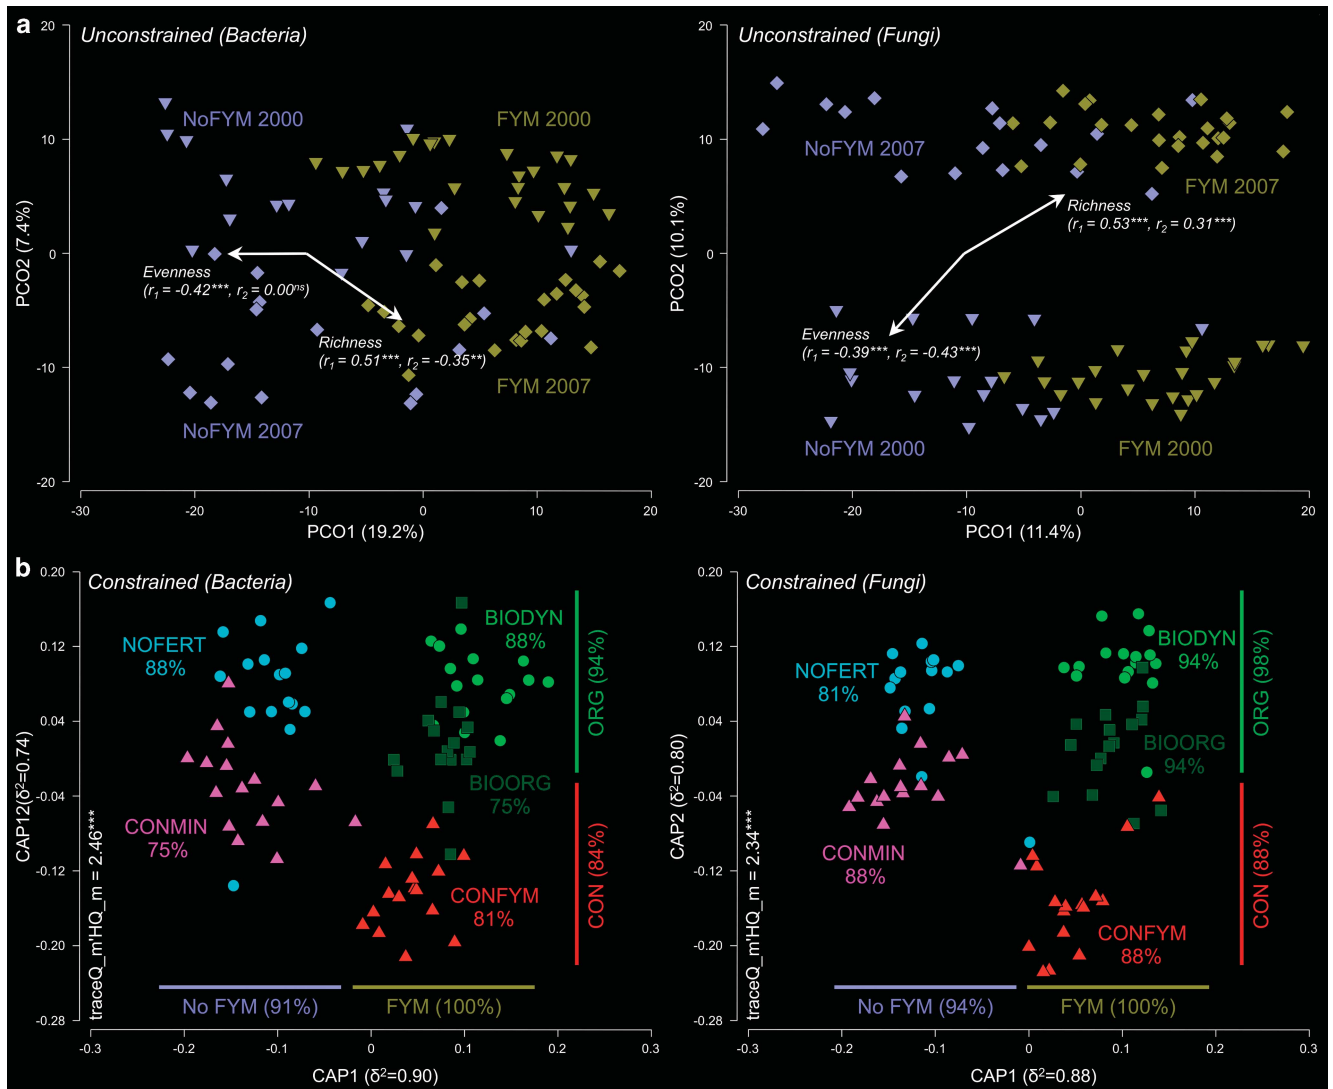 a
Unconstrained (Bacteria)
20
10
0
-10
-20
PCO2 (7.4%)
NoFYM 2000
FYM 2000
Evenness
(r1 = -0.42***, r2 = 0.00ns)
Richness
(r1 = 0.51***, r2 = -0.35**)
FYM 2007
NoFYM 2007
-30
-20
-10
0
10
20
PCO1 (19.2%)
Unconstrained (Fungi)
20
10
0
-10
-20
PCO2 (10.1%)
NoFYM 2007
FYM 2007
Richness
(r1 = 0.53***, r2 = 0.31***)
Evenness
(r1 = -0.39***, r2 = -0.43***)
NoFYM 2000
FYM 2000
-30
-20
-10
0
10
20
PCO1 (11.4%)
b
Constrained (Bacteria)
0.20
0.12
0.04
-0.04
-0.12
-0.20
-0.28
CAP12(δ²=0.74)
traceQ_m'HQ_m = 2.46***
NOFERT
88%
BIODYN
88%
BIOORG
75%
CONMIN
75%
CONFYM
81%
ORG (94%)
CON (84%)
No FYM (91%)
FYM (100%)
-0.3
-0.2
-0.1
0
0.1
0.2
0.3
CAP1 (δ²=0.90)
Constrained (Fungi)
0.20
0.12
0.04
-0.04
-0.12
-0.20
-0.28
CAP2 (δ²=0.80)
traceQ_m'HQ_m = 2.34***
NOFERT
81%
BIODYN
94%
BIOORG
94%
CONMIN
88%
CONFYM
88%
ORG (98%)
CON (88%)
No FYM (94%)
FYM (100%)
-0.3
-0.2
-0.1
0
0.1
0.2
0.3
CAP1 (δ²=0.88)